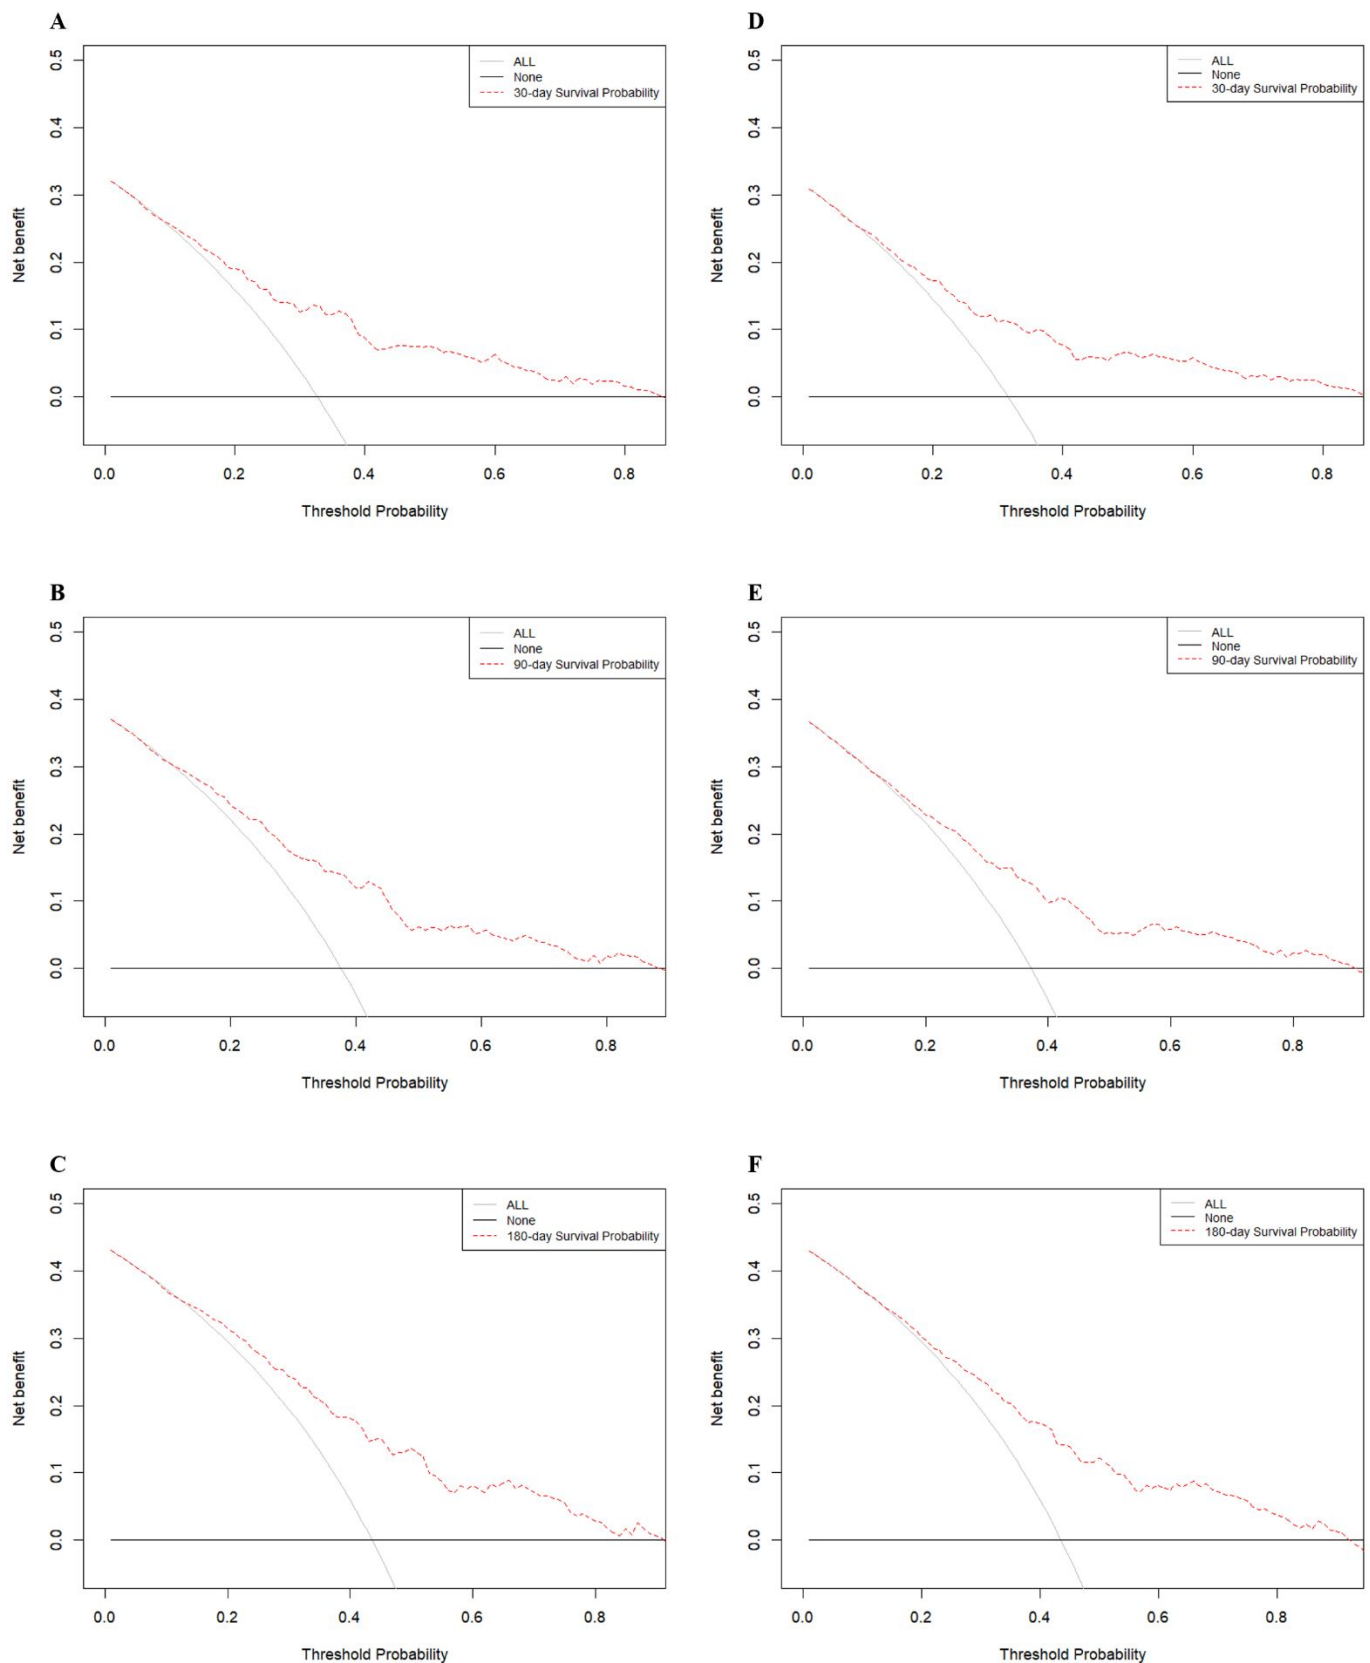 A
0.5
0.4
0.3
0.2
0.1
0.0
Net benefit
ALL
None
30-day Survival Probability
0.0 0.2 0.4 0.6 0.8
Threshold Probability
D
0.5
0.4
0.3
0.2
0.1
0.0
Net benefit
ALL
None
30-day Survival Probability
0.0 0.2 0.4 0.6 0.8
Threshold Probability
B
0.5
0.4
0.3
0.2
0.1
0.0
Net benefit
ALL
None
90-day Survival Probability
0.0 0.2 0.4 0.6 0.8
Threshold Probability
E
0.5
0.4
0.3
0.2
0.1
0.0
Net benefit
ALL
None
90-day Survival Probability
0.0 0.2 0.4 0.6 0.8
Threshold Probability
C
0.5
0.4
0.3
0.2
0.1
0.0
Net benefit
ALL
None
180-day Survival Probability
0.0 0.2 0.4 0.6 0.8
Threshold Probability
F
0.5
0.4
0.3
0.2
0.1
0.0
Net benefit
ALL
None
180-day Survival Probability
0.0 0.2 0.4 0.6 0.8
Threshold Probability